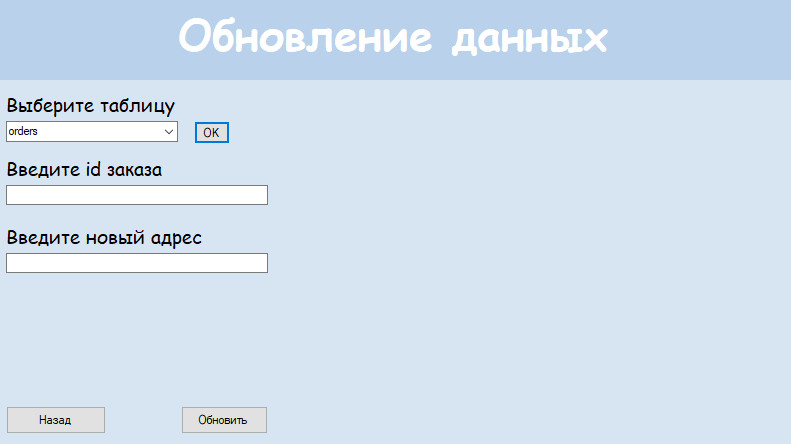 Обновление данных
Выберите таблицу
orders
OK
Введите id заказа
Введите новый адрес
Назад
Обновить